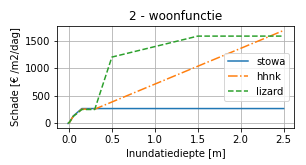 2 - woonfunctie
Schade [€ /m2/dag]
1500
1000
500
0
stowa
hhnk
lizard
0.0 0.5 1.0 1.5 2.0 2.5
Inundatiediepte [m]